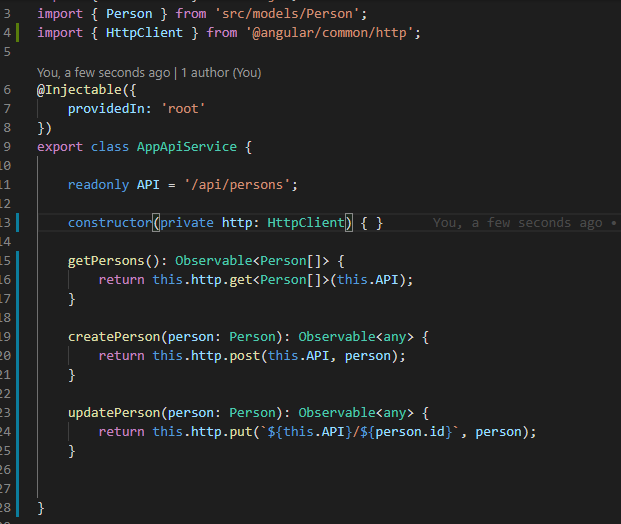 3 import { Person } from 'src/models/Person';
4 import { HttpClient } from '@angular/common/http';
5
You, a few seconds ago | 1 author (You)
6 @Injectable({
7     providedIn: 'root'
8 })
9 export class AppApiService {
10
11     readonly API = '/api/persons';
12
13     constructor(private http: HttpClient) { }     You, a few seconds ago •
14
15     getPersons(): Observable<Person[]> {
16         return this.http.get<Person[]>(this.API);
17     }
18
19     createPerson(person: Person): Observable<any> {
20         return this.http.post(this.API, person);
21     }
22
23     updatePerson(person: Person): Observable<any> {
24         return this.http.put(`${this.API}/${person.id}`, person);
25     }
26
27
28 }